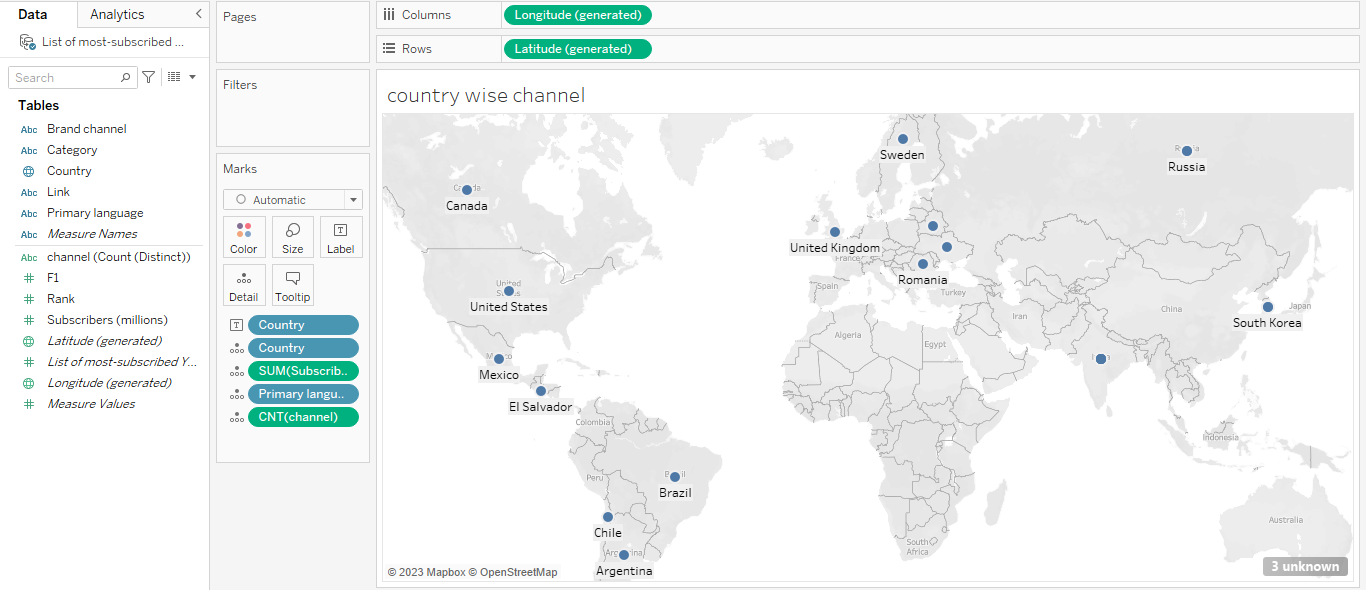 Data
Analytics
List of most-subscribed ...
Search
Tables
Abc Brand channel
Abc Category
Country
Abc Link
Abc Primary language
Abc Measure Names
Abc channel (Count (Distinct))
F1
Rank
Subscribers (millions)
Latitude (generated)
List of most-subscribed Y...
Longitude (generated)
Measure Values
Pages
Filters
Marks
Automatic
Color
Size
T
Label
Detail
Tooltip
T Country
Country
SUM(Subscrib..
Primary langu..
CNT(channel)
Columns
Longitude (generated)
Rows
Latitude (generated)
country wise channel
Sweden
Russia
Canada
United Kingdom
France
Romania
Spain
Turkey
United
United States
Algeria
Egypt
Iran
China
Japan
South Korea
Mexico
El Salvador
Colombia
Indonesia
Peru
Brazil
Chile
Argentina
South
Africa
Australia
© 2023 Mapbox © OpenStreetMap
3 unknown